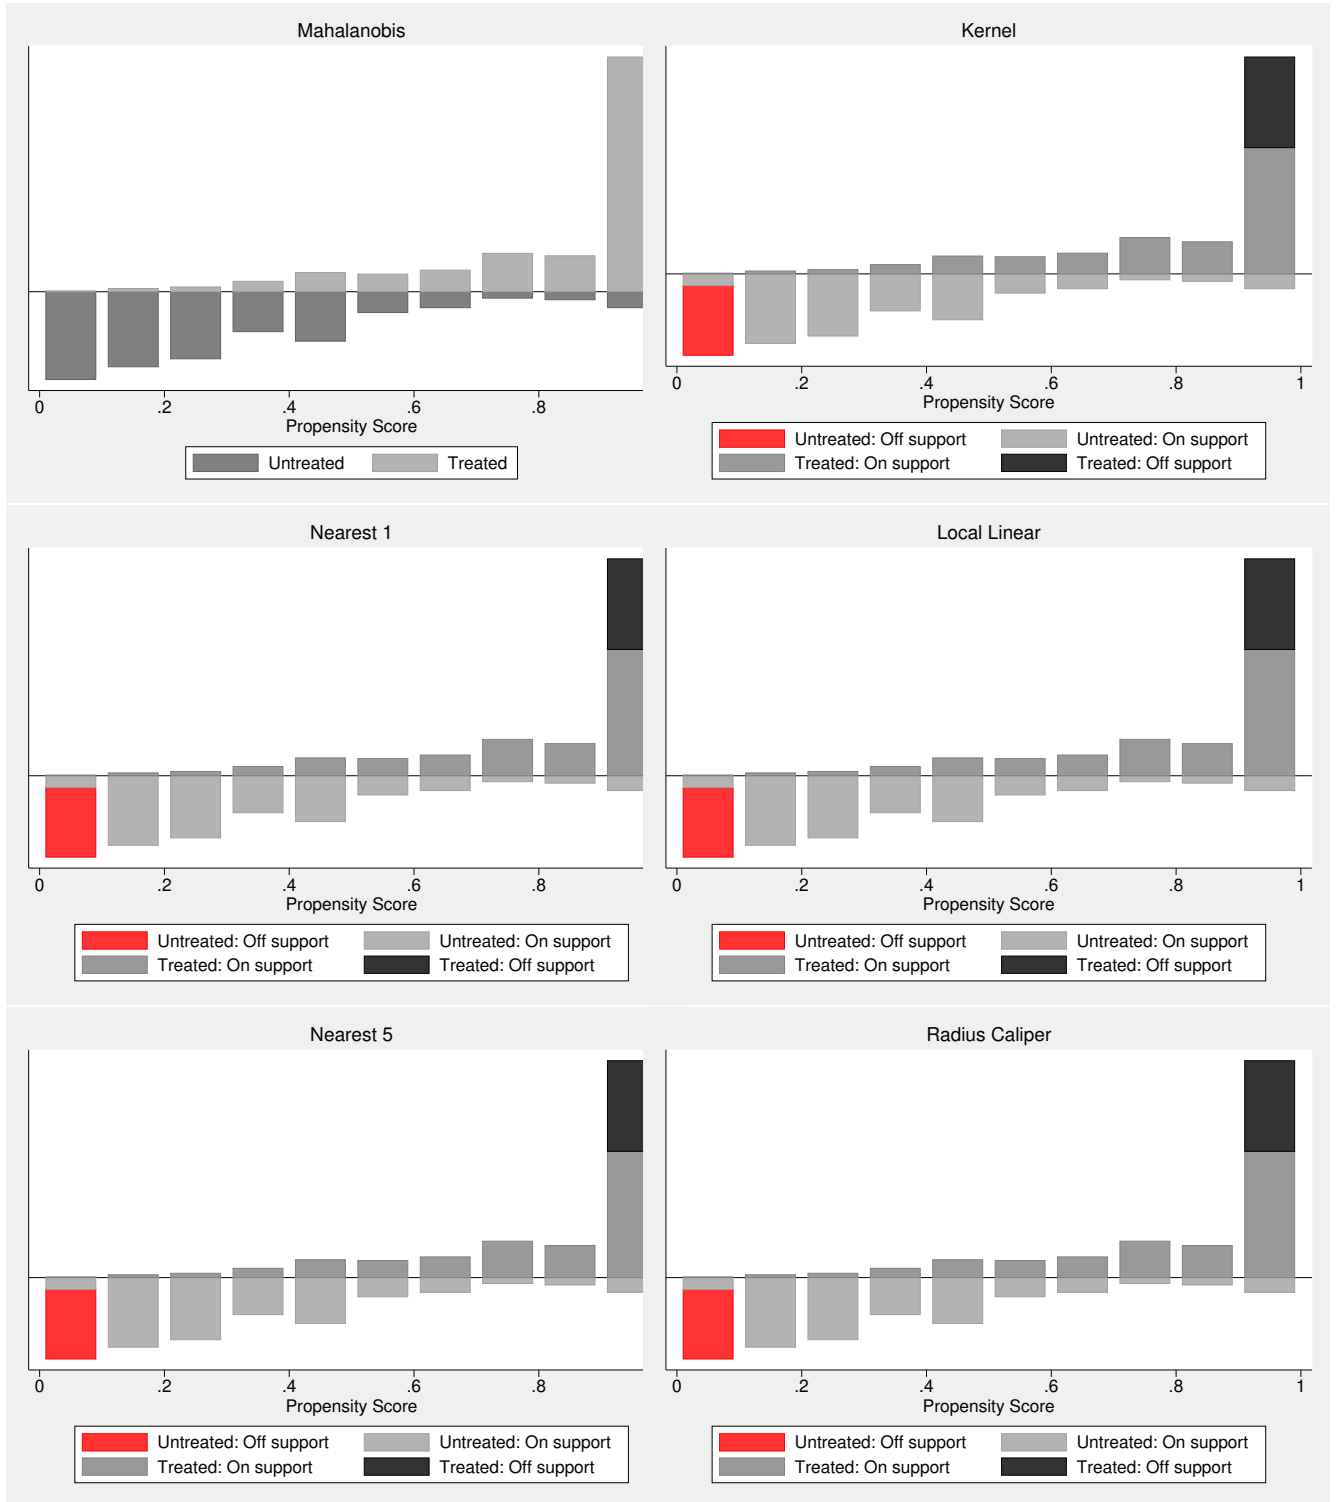 Mahalanobis
0 .2 .4 .6 .8
Propensity Score
Untreated Treated
Kernel
0 .2 .4 .6 .8 1
Propensity Score
Untreated: Off support Untreated: On support
Treated: On support Treated: Off support
Nearest 1
0 .2 .4 .6 .8
Propensity Score
Untreated: Off support Untreated: On support
Treated: On support Treated: Off support
Local Linear
0 .2 .4 .6 .8 1
Propensity Score
Untreated: Off support Untreated: On support
Treated: On support Treated: Off support
Nearest 5
0 .2 .4 .6 .8
Propensity Score
Untreated: Off support Untreated: On support
Treated: On support Treated: Off support
Radius Caliper
0 .2 .4 .6 .8 1
Propensity Score
Untreated: Off support Untreated: On support
Treated: On support Treated: Off support